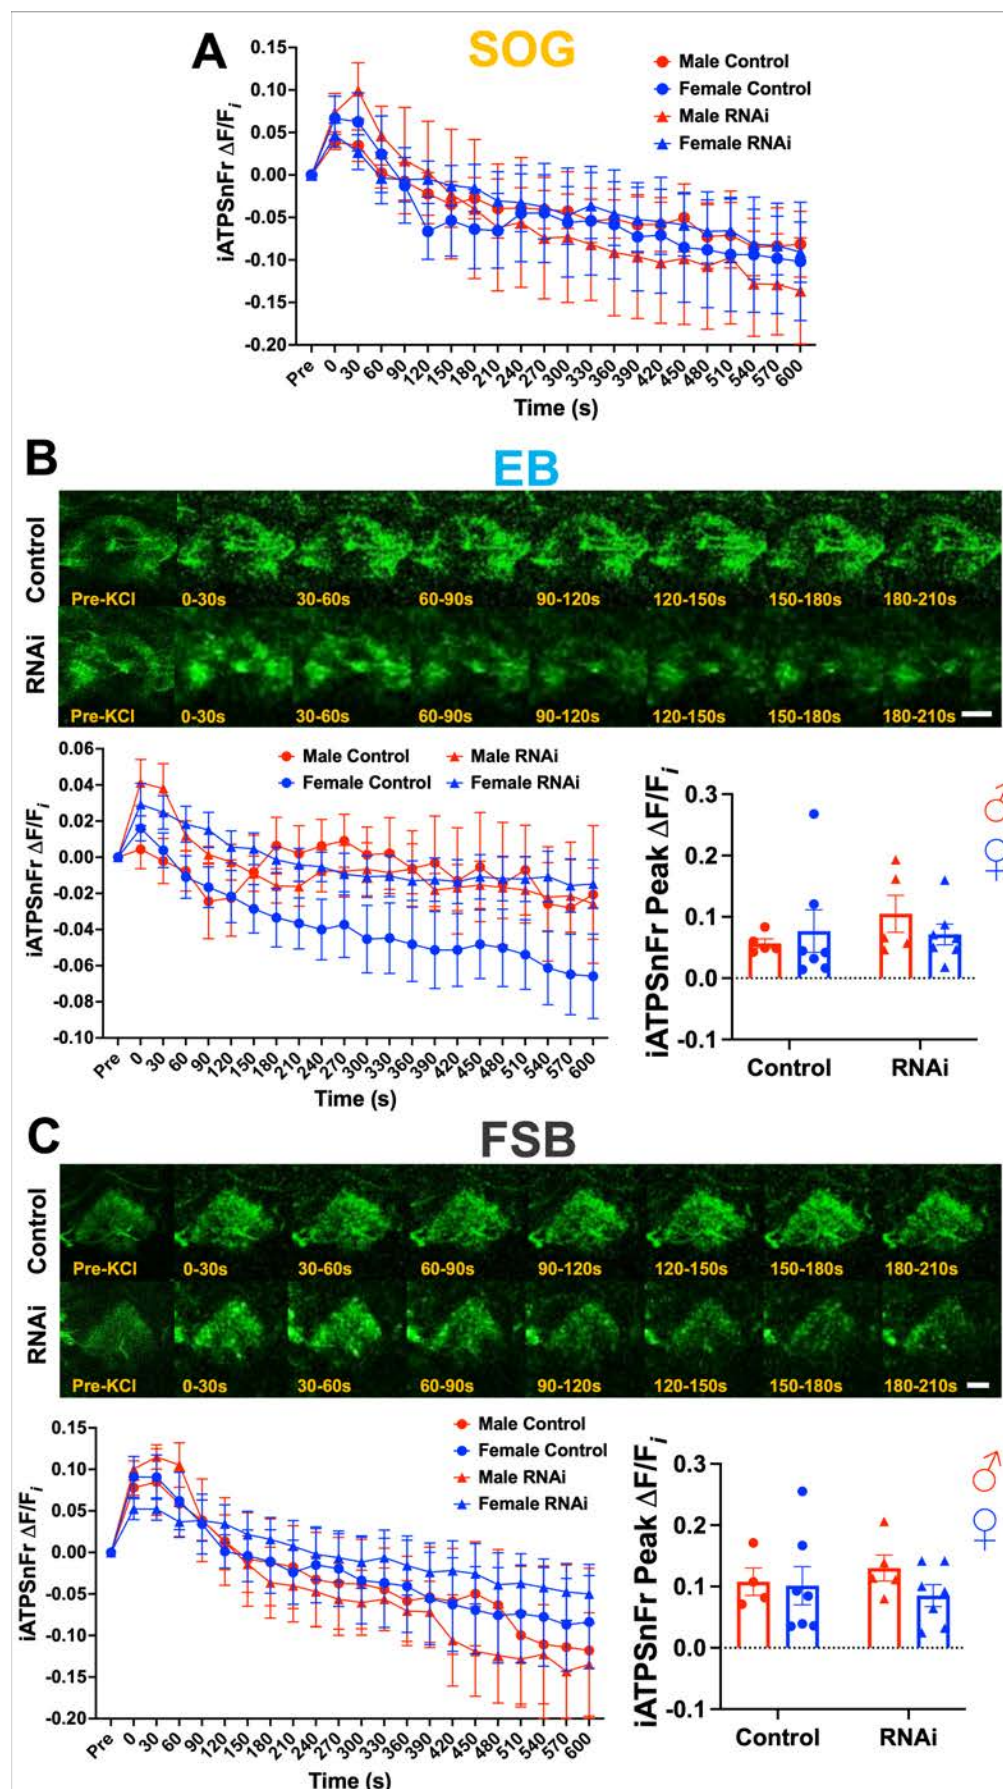 A
SOG
iATPSnFr ΔF/Fi
0.15
0.10
0.05
0.00
-0.05
-0.10
-0.15
-0.20
Male Control
Female Control
Male RNAi
Female RNAi
Pre 0 30 60 90 120 150 180 210 240 270 300 330 360 390 420 450 480 510 540 570 600
Time (s)
B
EB
Control
Pre-KCl 0-30s 30-60s 60-90s 90-120s 120-150s 150-180s 180-210s
RNAi
Pre-KCl 0-30s 30-60s 60-90s 90-120s 120-150s 150-180s 180-210s
iATPSnFr ΔF/Fi
0.06
0.04
0.02
0.00
-0.02
-0.04
-0.06
-0.08
-0.10
Male Control Male RNAi
Female Control Female RNAi
Pre 0 30 60 90 120 150 180 210 240 270 300 330 360 390 420 450 480 510 540 570 600
Time (s)
iATPSnFr Peak ΔF/Fi
0.3
0.2
0.1
0.0
-0.1
♂
♀
Control RNAi
C
FSB
Control
Pre-KCl 0-30s 30-60s 60-90s 90-120s 120-150s 150-180s 180-210s
RNAi
Pre-KCl 0-30s 30-60s 60-90s 90-120s 120-150s 150-180s 180-210s
iATPSnFr ΔF/Fi
0.15
0.10
0.05
0.00
-0.05
-0.10
-0.15
-0.20
Male Control
Female Control
Male RNAi
Female RNAi
Pre 0 30 60 90 120 150 180 210 240 270 300 330 360 390 420 450 480 510 540 570 600
Time (s)
iATPSnFr Peak ΔF/Fi
0.3
0.2
0.1
0.0
-0.1
♂
♀
Control RNAi